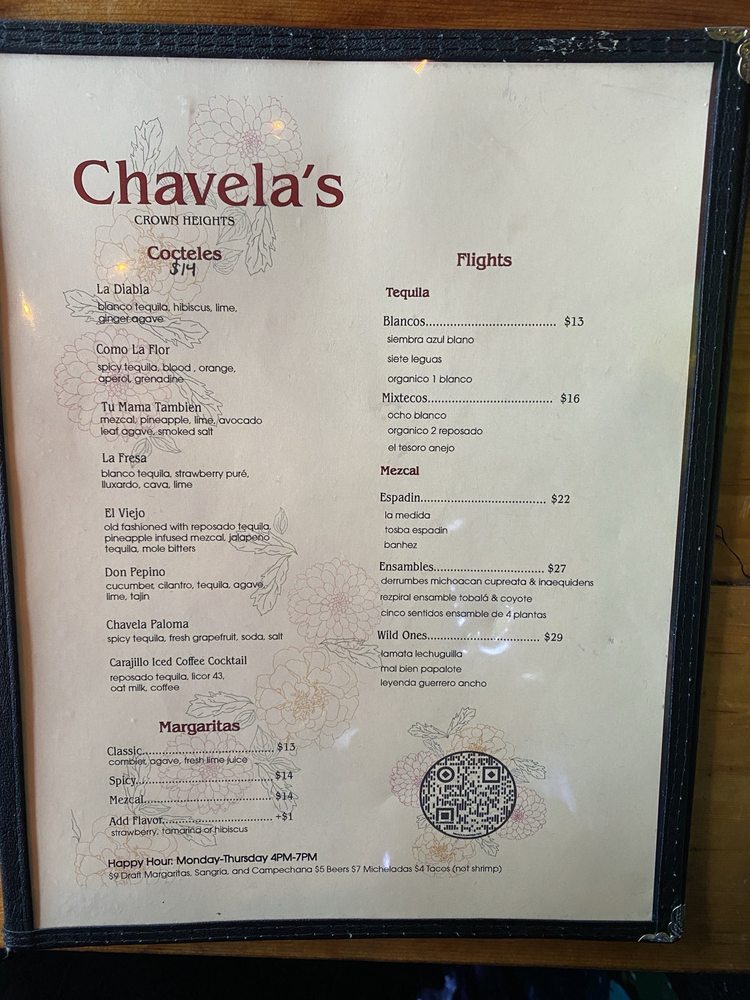 Chavela's
CROWN HEIGHTS
Cocteles
$14
La Diabla
blanco tequila, hibiscus, lime,
ginger agave
Como La Flor
spicy tequila, blood , orange,
aperol, grenadine
Tu Mama Tambien
mezcal, pineapple, lime, avocado
leaf agave, smoked salt
La Fresa
blanco tequila, strawberry puré,
lluxardo, cava, lime
El Viejo
old fashioned with reposado tequila,
pineapple infused mezcal, jalapeño
tequila, mole bitters
Don Pepino
cucumber, cilantro, tequila, agave,
lime, tajin
Chavela Paloma
spicy tequila, fresh grapefruit, soda, salt
Carajillo Iced Coffee Cocktail
reposado tequila, licor 43,
oat milk, coffee
Margaritas
Classic................................. $13
combier, agave, fresh lime juice
Spicy.................................. $14
Mezcal................................. $14
Add Flavor........................... +$1
strawberry, tamarind or hibiscus
Flights
Tequila
Blancos................................ $13
siembra azul blano
siete leguas
organico 1 blanco
Mixtecos............................... $16
ocho blanco
organico 2 reposado
el tesoro anejo
Mezcal
Espadin............................... $22
la medida
tosba espadin
banhez
Ensambles........................... $27
derrumbes michoacan cupreata & inaequidens
rezpiral ensamble tobalá & coyote
cinco sentidos ensamble de 4 plantas
Wild Ones........................... $29
lamata lechuguilla
mal bien papalote
leyenda guerrero ancho
Happy Hour: Monday-Thursday 4PM-7PM
$9 Draft Margaritas, Sangria, and Campechana $5 Beers $7 Micheladas $4 Tacos (not shrimp)